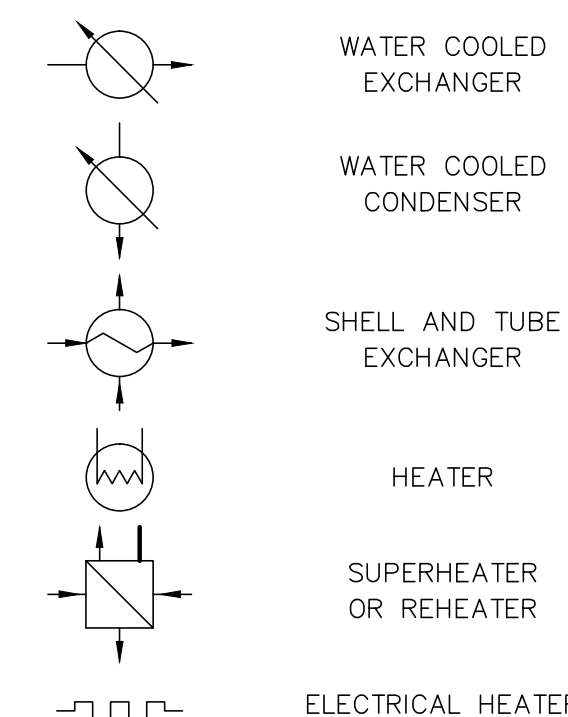 WATER COOLED
EXCHANGER
WATER COOLED
CONDENSER
SHELL AND TUBE
EXCHANGER
HEATER
SUPERHEATER
OR REHEATER
ELECTRICAL HEATER